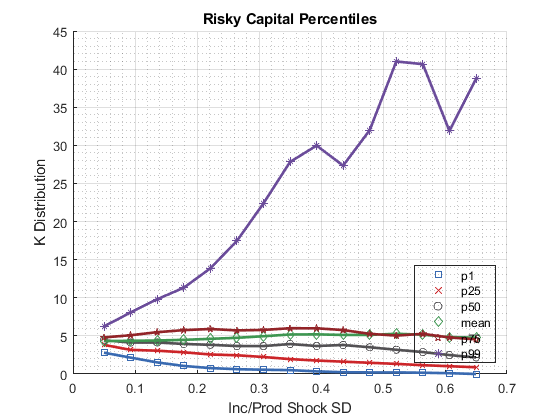 Risky Capital Percentiles
45
40
35
30
25
20
15
10
5
0
K Distribution
0 0.1 0.2 0.3 0.4 0.5 0.6 0.7
Inc/Prod Shock SD
p1
p25
p50
mean
p75
p99